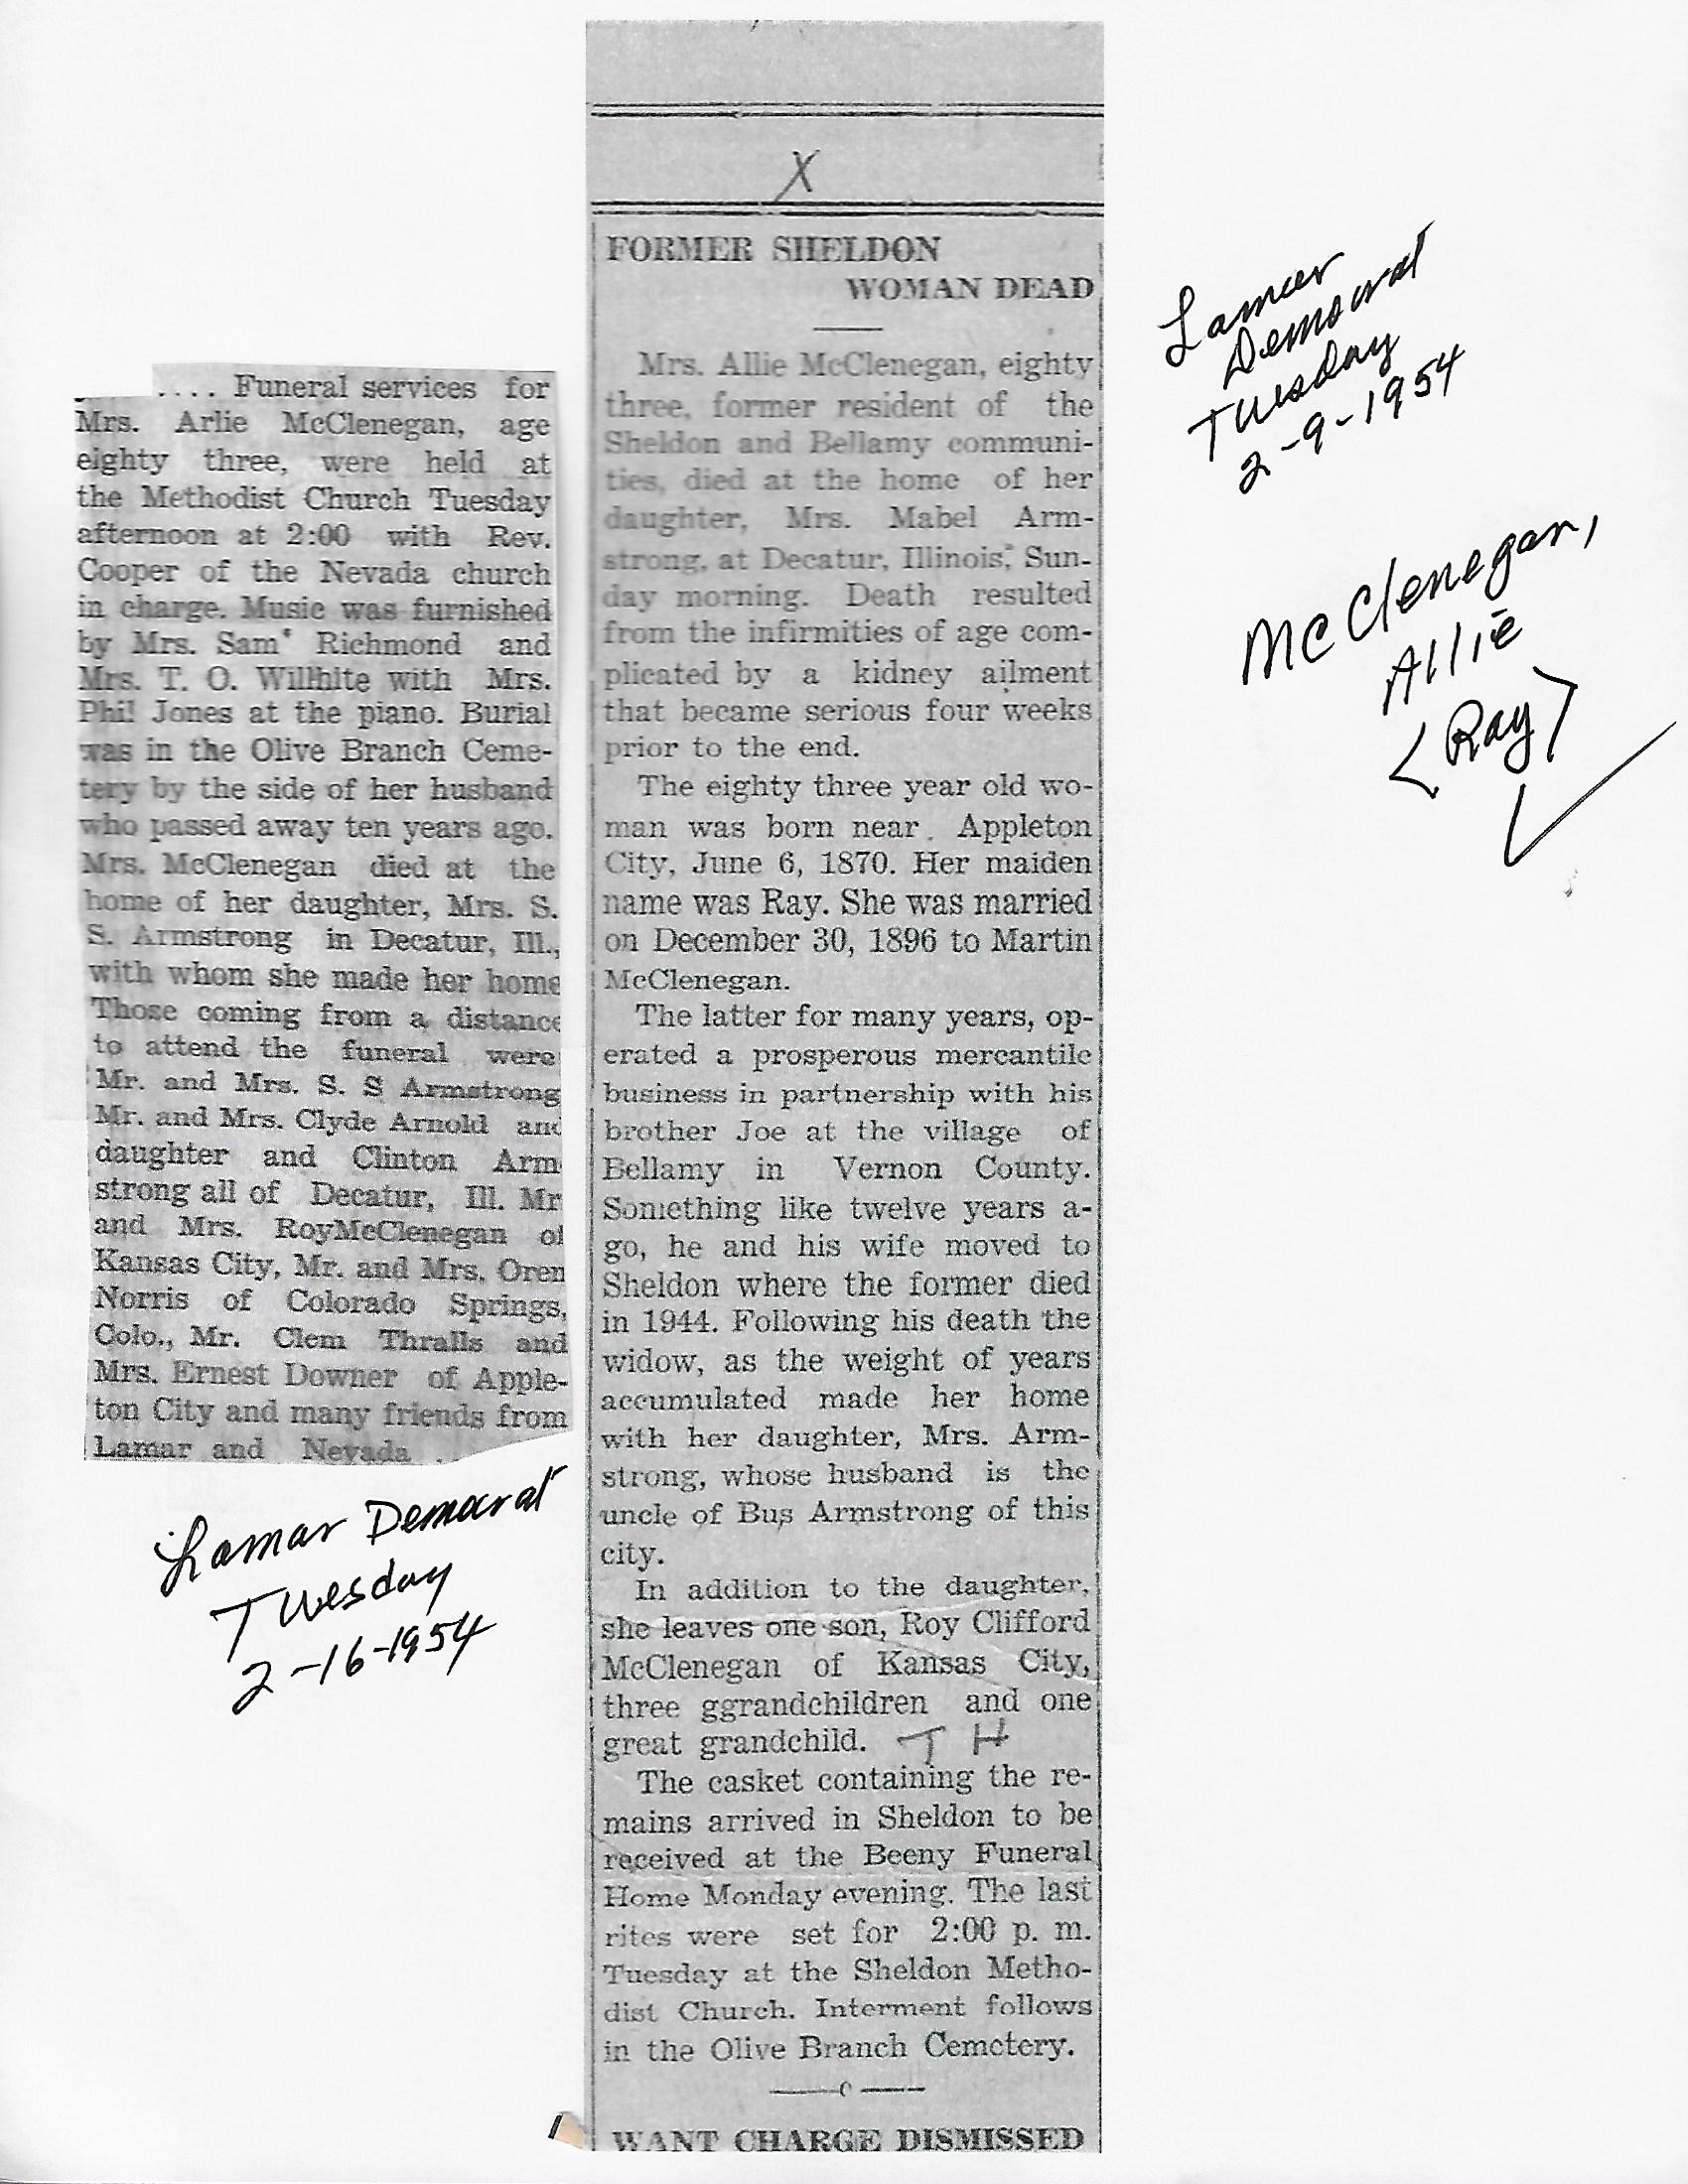 .... Funeral services for
Mrs. Arlie McClenegan, age
eighty three, were held at
the Methodist Church Tuesday
afternoon at 2:00 with Rev.
Cooper of the Nevada church
in charge. Music was furnished
by Mrs. Sam Richmond and
Mrs. T. O. Willhite with Mrs.
Phil Jones at the piano. Burial
was in the Olive Branch Ceme-
tery by the side of her husband
who passed away ten years ago.
Mrs. McClenegan died at the
home of her daughter, Mrs. S.
S. Armstrong in Decatur, Ill.,
with whom she made her home
Those coming from a distance
to attend the funeral were
Mr. and Mrs. S. S Armstrong
Mr. and Mrs. Clyde Arnold and
daughter and Clinton Arm
strong all of Decatur, Ill. Mr
and Mrs. RoyMcClenegan of
Kansas City, Mr. and Mrs. Oren
Norris of Colorado Springs,
Colo., Mr. Clem Thralls and
Mrs. Ernest Downer of Apple-
ton City and many friends from
Lamar and Nevada .
Lamar Democrat
Tuesday
2-16-1954
X
FORMER SHELDON
WOMAN DEAD
Mrs. Allie McClenegan, eighty
three, former resident of the
Sheldon and Bellamy communi-
ties, died at the home of her
daughter, Mrs. Mabel Arm-
strong, at Decatur, Illinois, Sun-
day morning. Death resulted
from the infirmities of age com-
plicated by a kidney ailment
that became serious four weeks
prior to the end.
The eighty three year old wo-
man was born near Appleton
City, June 6, 1870. Her maiden
name was Ray. She was married
on December 30, 1896 to Martin
McClenegan.
The latter for many years, op-
erated a prosperous mercantile
business in partnership with his
brother Joe at the village of
Bellamy in Vernon County.
Something like twelve years a-
go, he and his wife moved to
Sheldon where the former died
in 1944. Following his death the
widow, as the weight of years
accumulated made her home
with her daughter, Mrs. Arm-
strong, whose husband is the
uncle of Bus Armstrong of this
city.
In addition to the daughter,
she leaves one son, Roy Clifford
McClenegan of Kansas City,
three ggrandchildren and one
great grandchild. T H
The casket containing the re-
mains arrived in Sheldon to be
received at the Beeny Funeral
Home Monday evening. The last
rites were set for 2:00 p. m.
Tuesday at the Sheldon Metho-
dist Church. Interment follows
in the Olive Branch Cemetery.
WANT CHARGE DISMISSED
Lamar
Democrat
Tuesday
2-9-1954
McClenegan,
Allie
<Ray>